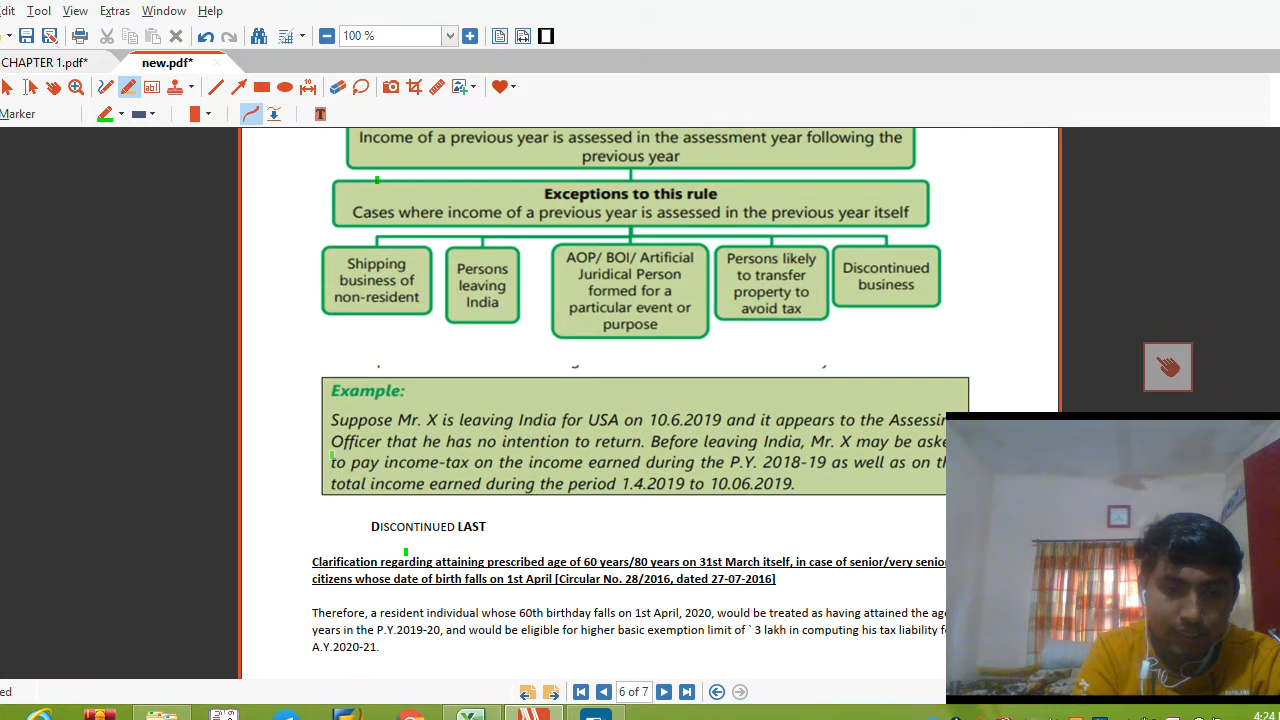 dit Tool View Extras Window Help
100 %
CHAPTER 1.pdf* new.pdf*
10
Marker
T
Income of a previous year is assessed in the assessment year following the
previous year
Exceptions to this rule
Cases where income of a previous year is assessed in the previous year itself
Shipping
business of
non-resident
Persons
leaving
India
AOP/ BOI/ Artificial
Juridical Person
formed for a
particular event or
purpose
Persons likely
to transfer
property to
avoid tax
Discontinued
business
Example:
Suppose Mr. X is leaving India for USA on 10.6.2019 and it appears to the Assessin
Officer that he has no intention to return. Before leaving India, Mr. X may be aske
to pay income-tax on the income earned during the P.Y. 2018-19 as well as on th
total income earned during the period 1.4.2019 to 10.06.2019.
DISCONTINUED LAST
Clarification regarding attaining prescribed age of 60 years/80 years on 31st March itself, in case of senior/very senior
citizens whose date of birth falls on 1st April [Circular No. 28/2016, dated 27-07-2016]
Therefore, a resident individual whose 60th birthday falls on 1st April, 2020, would be treated as having attained the age
years in the P.Y.2019-20, and would be eligible for higher basic exemption limit of ` 3 lakh in computing his tax liability f
A.Y.2020-21.
ed
6 of 7
4:24